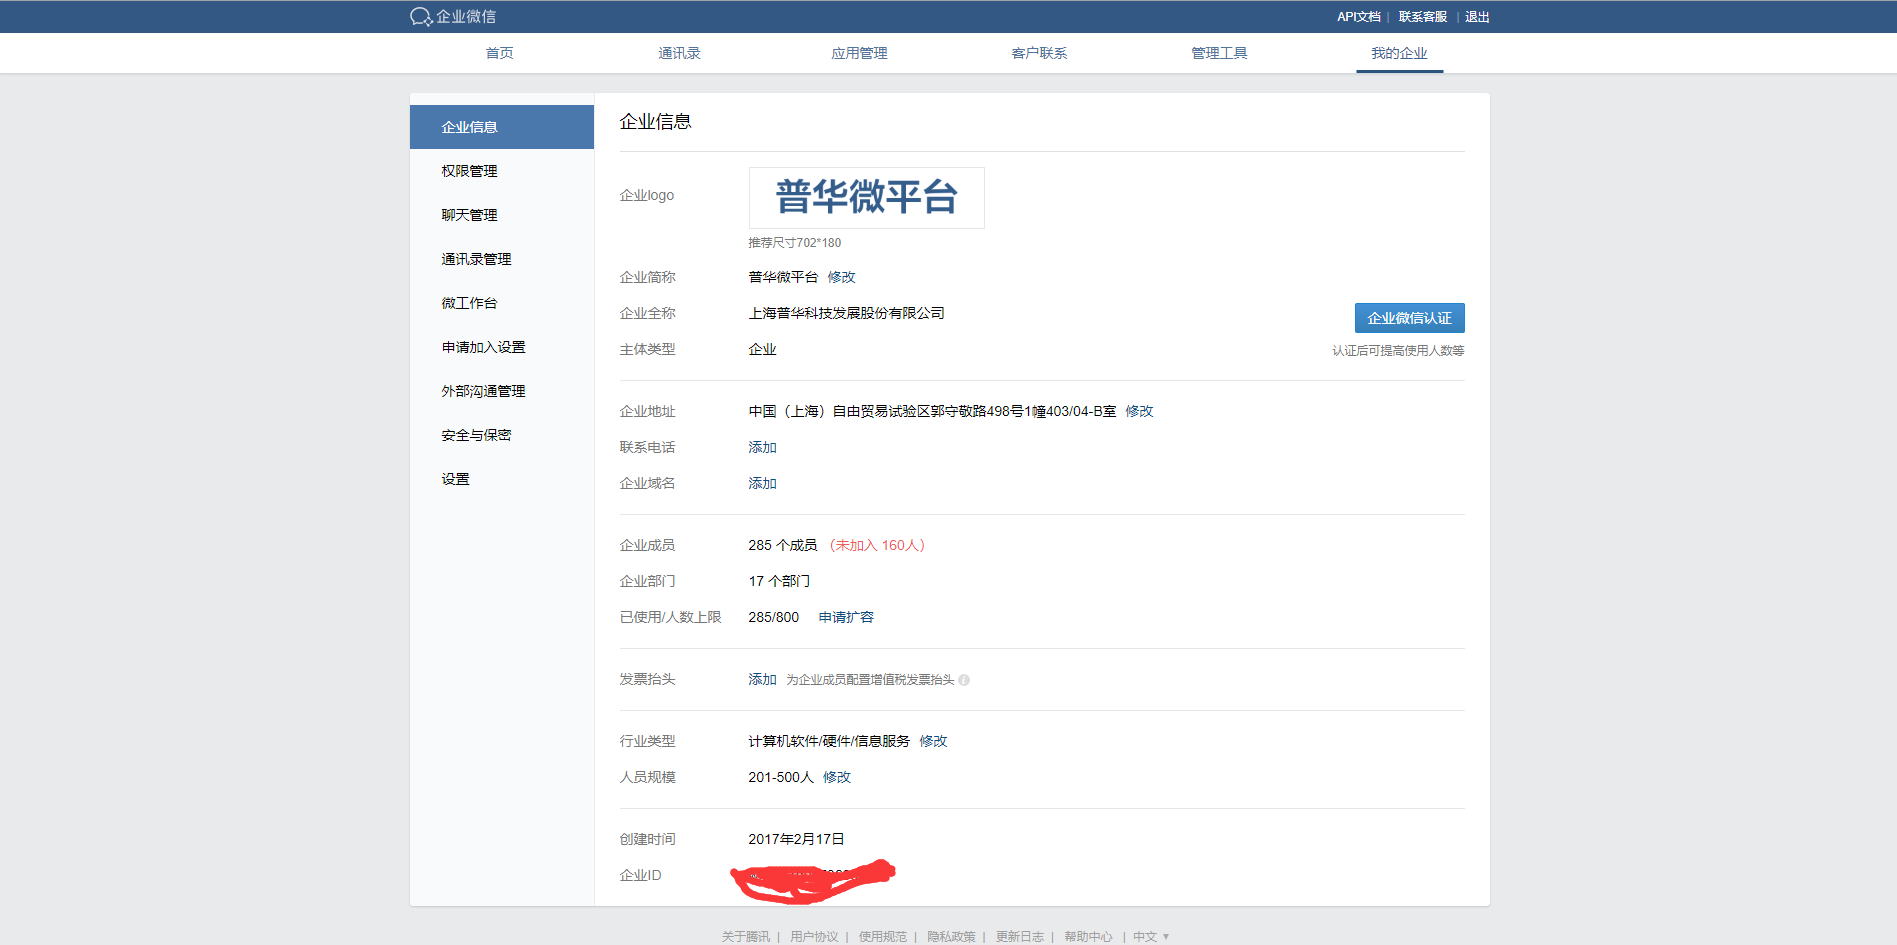 企业微信
API文档 | 联系客服 | 退出
首页 通讯录 应用管理 客户联系 管理工具 我的企业
企业信息
权限管理
聊天管理
通讯录管理
微工作台
申请加入设置
外部沟通管理
安全与保密
设置
企业信息
企业logo 普华微平台
推荐尺寸702*180
企业简称 普华微平台 修改
企业全称 上海普华科技发展股份有限公司
企业微信认证
主体类型 企业
认证后可提高使用人数等
企业地址 中国（上海）自由贸易试验区郭守敬路498号1幢403/04-B室 修改
联系电话 添加
企业域名 添加
企业成员 285 个成员 （未加入 160人）
企业部门 17 个部门
已使用/人数上限 285/800 申请扩容
发票抬头 添加 为企业成员配置增值税发票抬头
行业类型 计算机软件/硬件/信息服务 修改
人员规模 201-500人 修改
创建时间 2017年2月17日
企业ID
关于腾讯 | 用户协议 | 使用规范 | 隐私政策 | 更新日志 | 帮助中心 | 中文 ▼